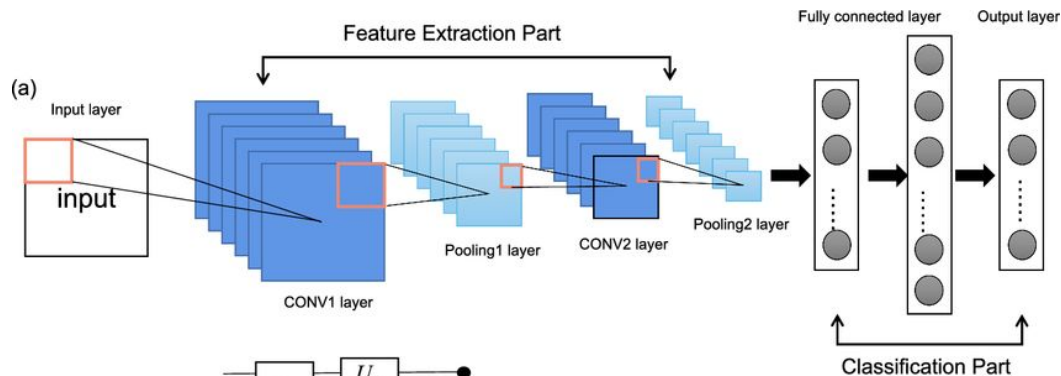 Fully connected layer
Output layer
Feature Extraction Part
(a)
Input layer
input
CONV1 layer
Pooling1 layer
CONV2 layer
Pooling2 layer
Classification Part
U